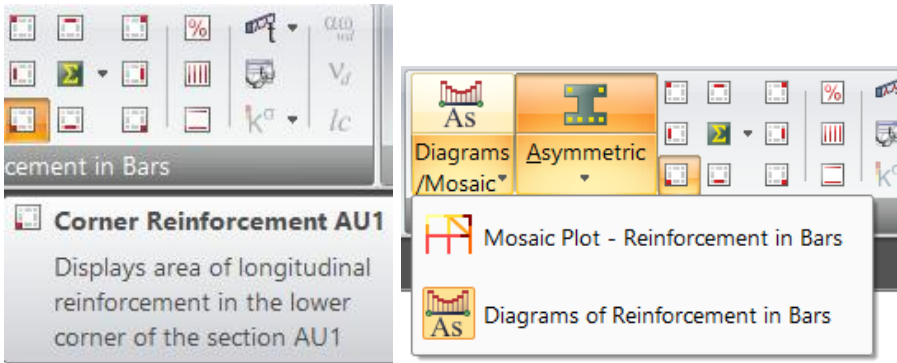 %
αω
Σ
Vd
kσ
lc
cement in Bars
Corner Reinforcement AU1
Displays area of longitudinal
reinforcement in the lower
corner of the section AU1
As
Diagrams
/Mosaic
Asymmetric
%
Σ
k
Mosaic Plot - Reinforcement in Bars
As
Diagrams of Reinforcement in Bars